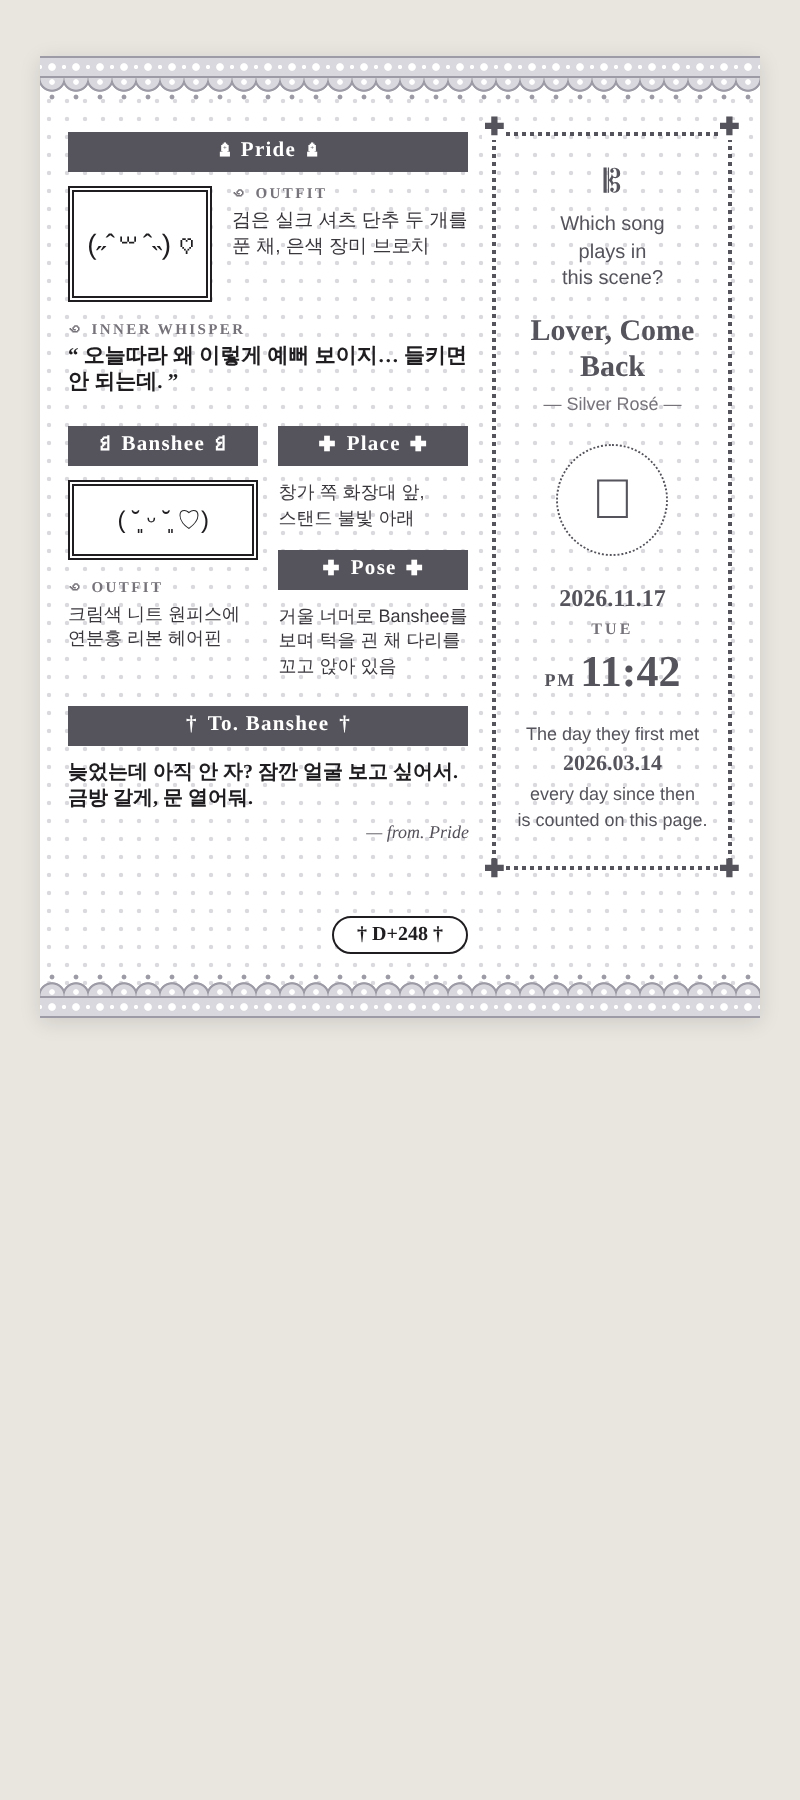 Pride
(˶ˆ꒳ˆ˵) ღ
OUTFIT
검은 실크 셔츠 단추 두 개를
푼 채, 은색 장미 브로치
INNER WHISPER
“ 오늘따라 왜 이렇게 예뻐 보이지… 들키면
안 되는데. ”
Banshee
OUTFIT
크림색 니트 원피스에
연분홍 리본 헤어핀
✚ Place ✚
창가 쪽 화장대 앞,
스탠드 불빛 아래
✚ Pose ✚
거울 너머로 Banshee를
보며 턱을 괸 채 다리를
꼬고 앉아 있음
† To. Banshee †
늦었는데 아직 안 자? 잠깐 얼굴 보고 싶어서.
금방 갈게, 문 열어둬.
— from. Pride
† D+248 †
𝄡
Which song
plays in
this scene?
Lover, Come
Back
— Silver Rosé —
2026.11.17
TUE
PM 11:42
The day they first met
2026.03.14
every day since then
is counted on this page.